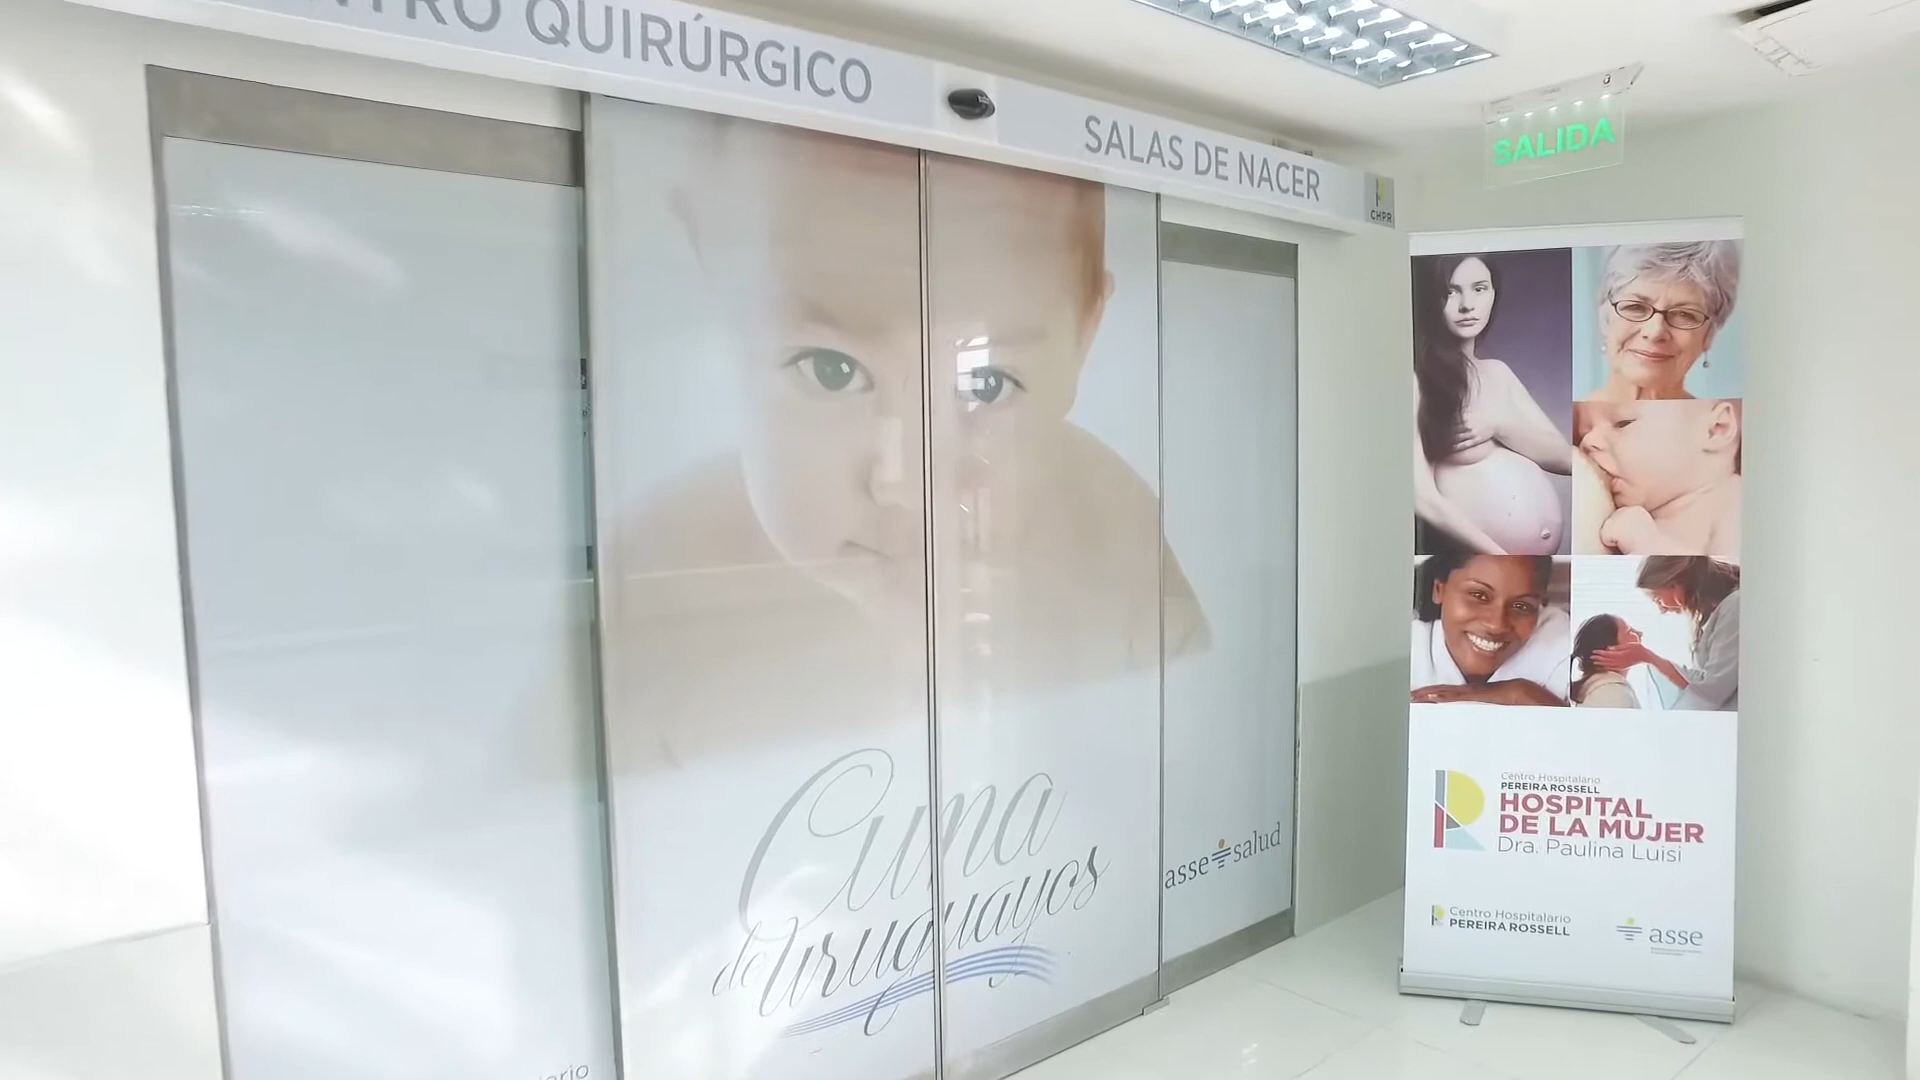 CENTRO QUIRÚRGICO
SALAS DE NACER
CHPR
SALIDA
Cuna
de uruguayos
asse salud
Centro Hospitalario
PEREIRA ROSSELL
HOSPITAL
DE LA MUJER
Dra. Paulina Luisi
Centro Hospitalario
PEREIRA ROSSELL
asse